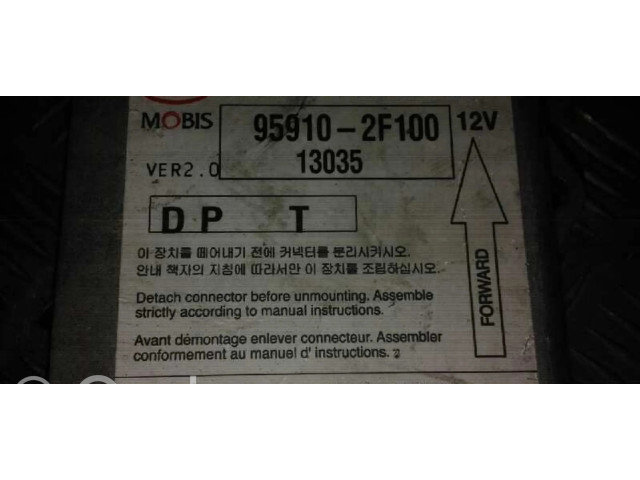 MOBIS
95910-2F100
12V
13035
VER2.0
DP T
이 장치를 떼어내기 전에 커넥터를 분리시키시오.
안내 책자의 지침에 따라서만 이 장치를 조립하십시오.
Detach connector before unmounting. Assemble
strictly according to manual instructions.
Avant démontage enlever connecteur. Assembler
conformement au manuel d' instructions.
FORWARD